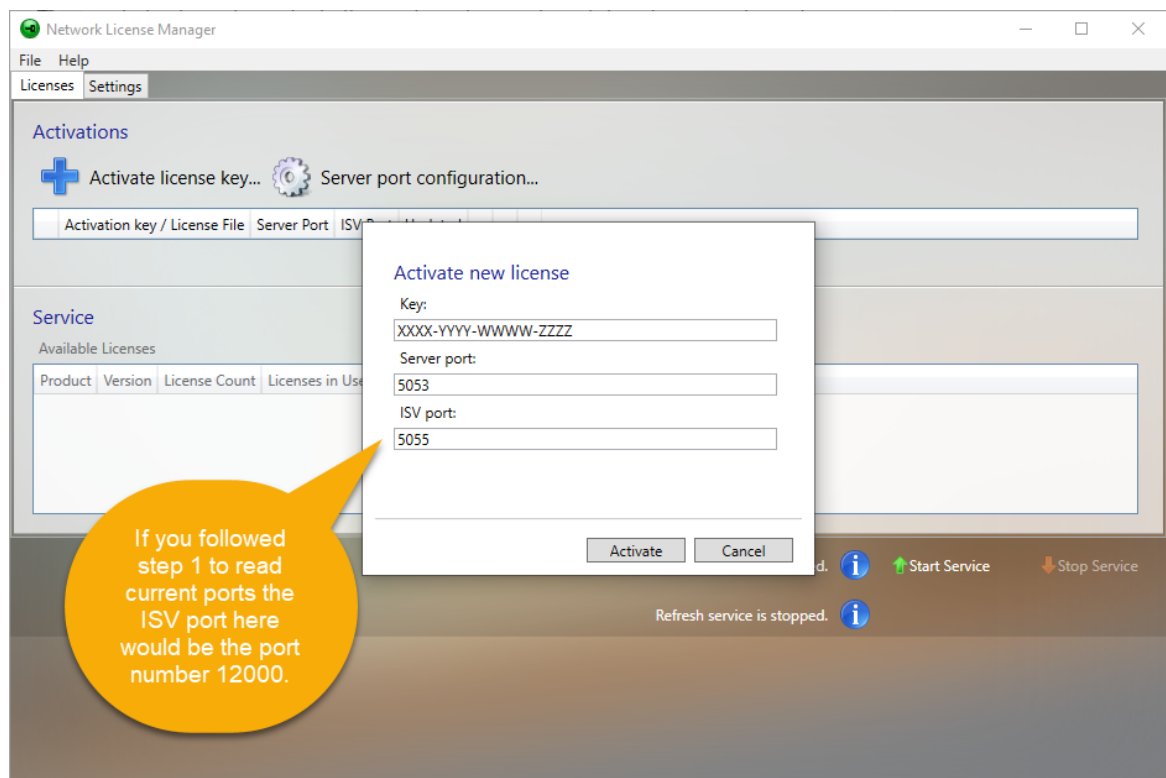 Network License Manager
File Help
Licenses Settings
Activations
Activate license key... Server port configuration...
Activation key / License File Server Port ISV
Activate new license
Key:
XXXX-YYYY-WWWW-ZZZZ
Server port:
5053
ISV port:
5055
Activate Cancel
Service
Available Licenses
Product Version License Count Licenses in Use
If you followed
step 1 to read
current ports the
ISV port here
would be the port
number 12000.
Start Service Stop Service
Refresh service is stopped.